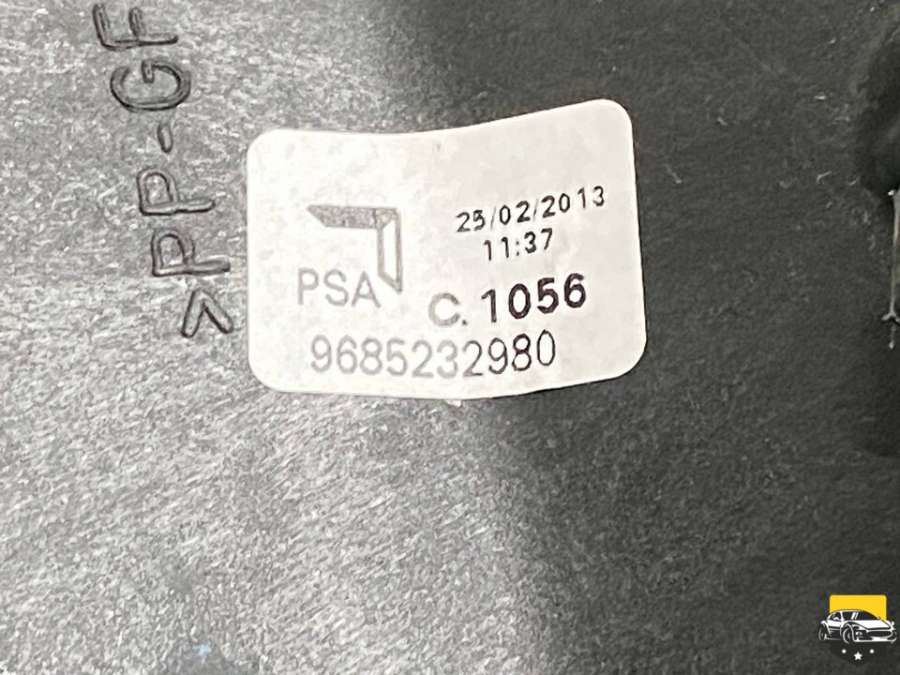 >PP-GF
25/02/2013
11:37
PSA
C. 1056
9685232980